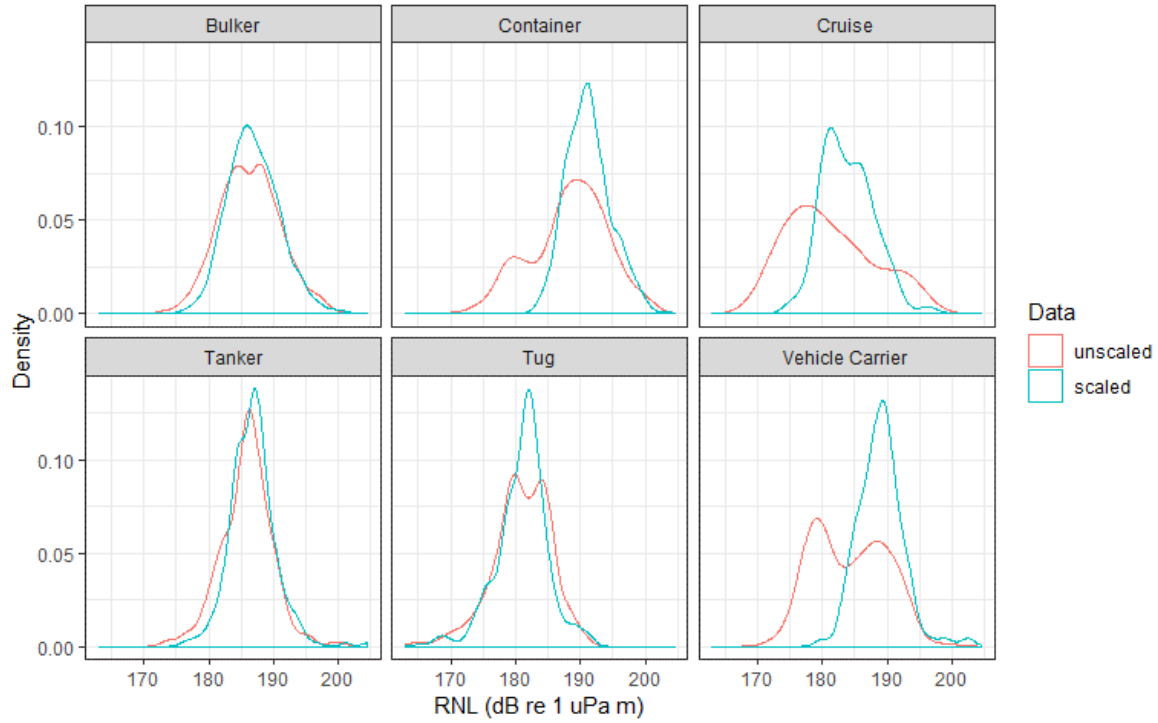 Bulker Container Cruise
0.10
0.05
0.00
Density
Tanker Tug Vehicle Carrier
0.10
0.05
0.00
170 180 190 200 170 180 190 200 170 180 190 200
RNL (dB re 1 uPa m)
Data
unscaled
scaled